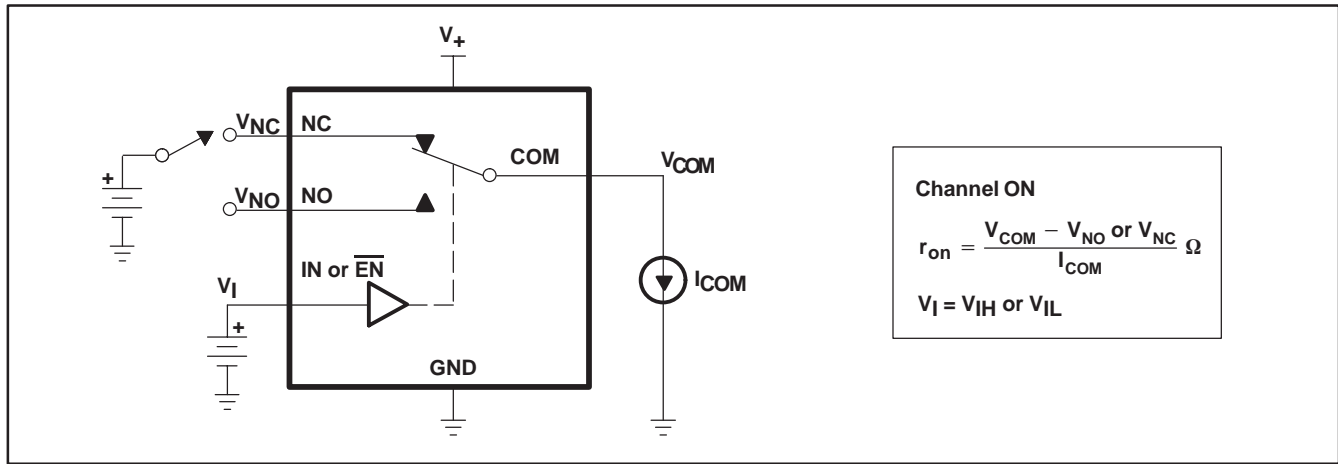 V+
VNC NC
COM
VCOM
+
VNO NO
IN or EN
VI
ICOM
+
GND
Channel ON
ron = VCOM − VNO or VNC / ICOM Ω
VI = VIH or VIL